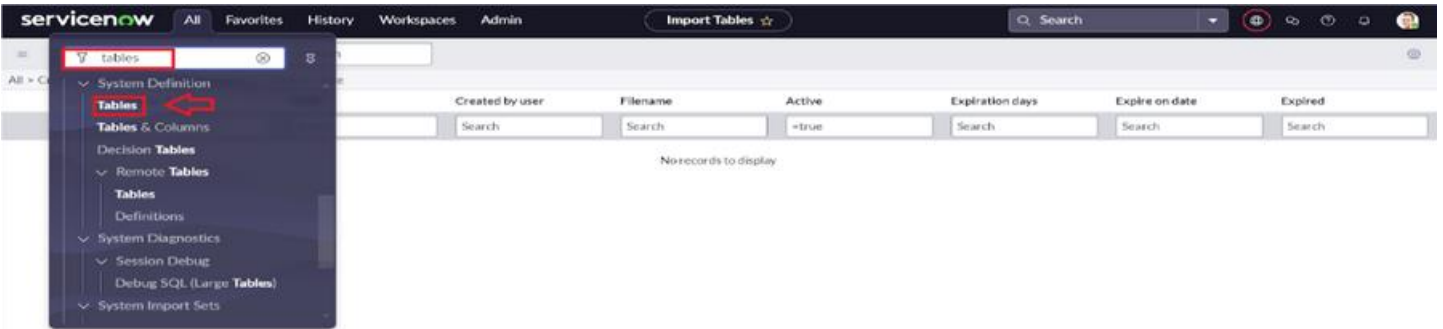 servicenow All Favorites History Workspaces Admin Import Tables Search
tables
All >
System Definition
Tables
Created by user Filename Active Expiration days Expire on date Expired
Tables & Columns
Search Search =true Search Search Search
Decision Tables
No records to display
Remote Tables
Tables
Definitions
System Diagnostics
Session Debug
Debug SQL (Large Tables)
System Import Sets